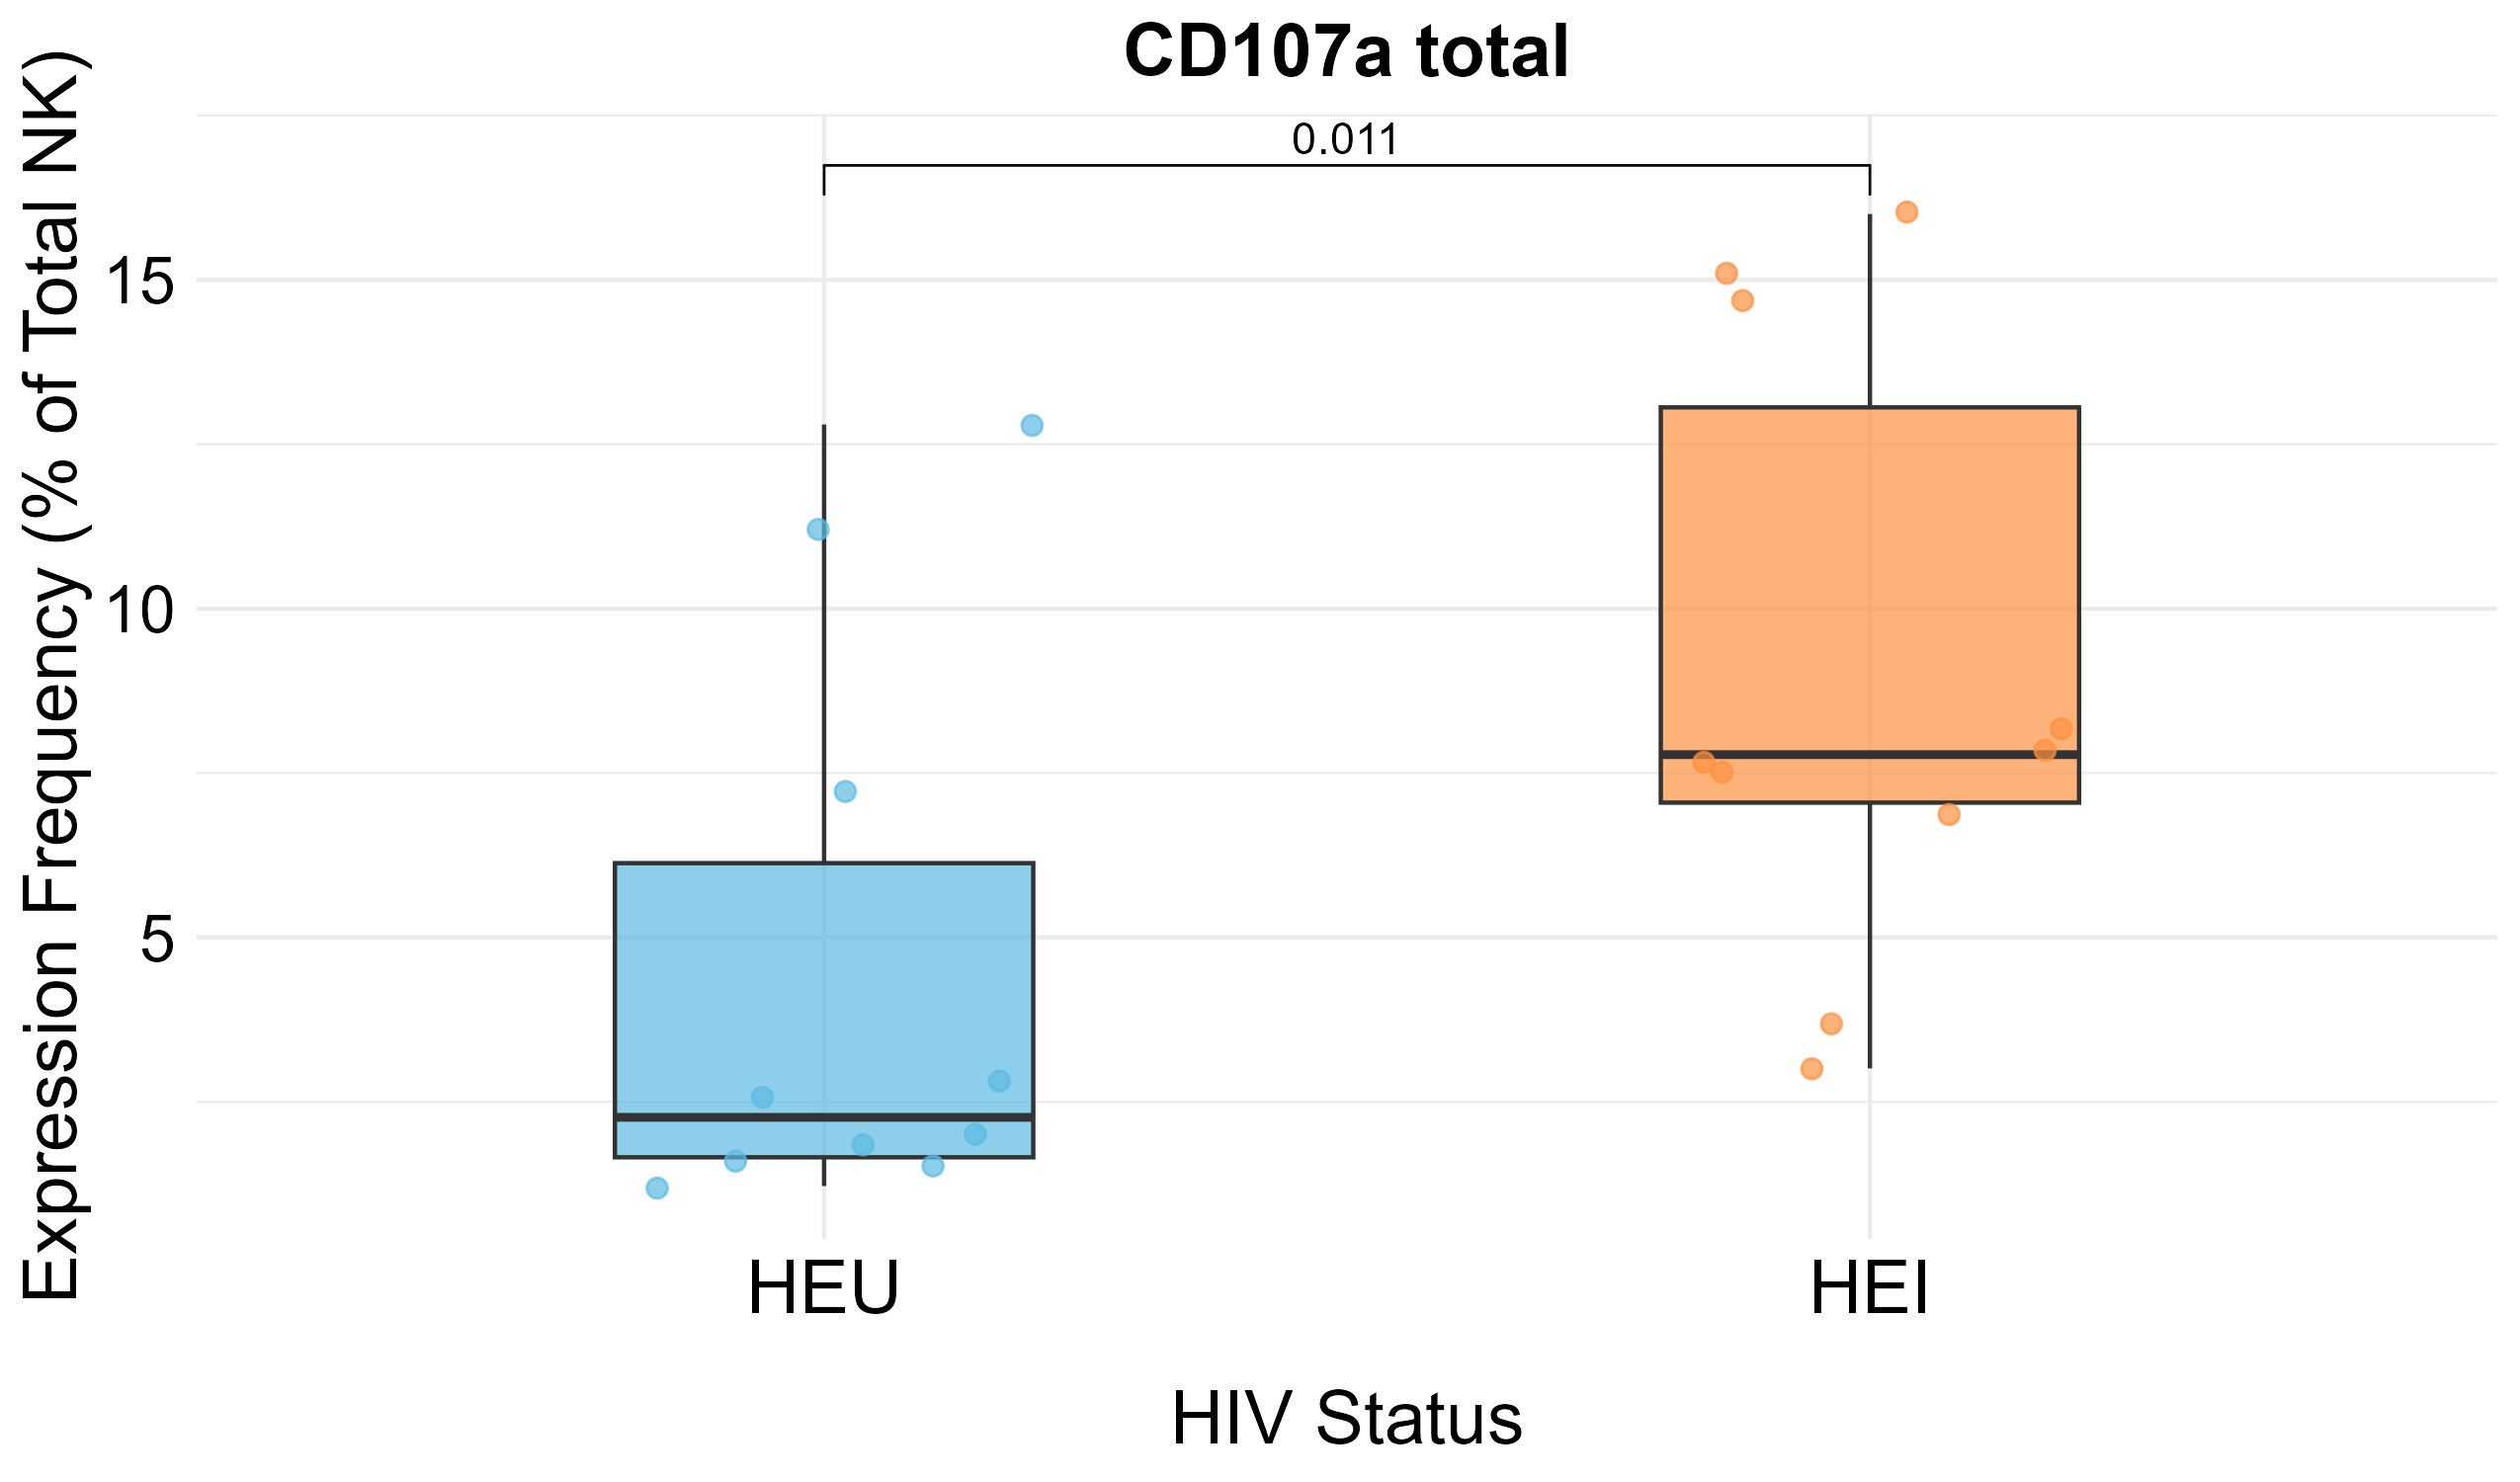 CD107a total
Expression Frequency (% of Total NK)
0.011
15
10
5
HEU
HEI
HIV Status